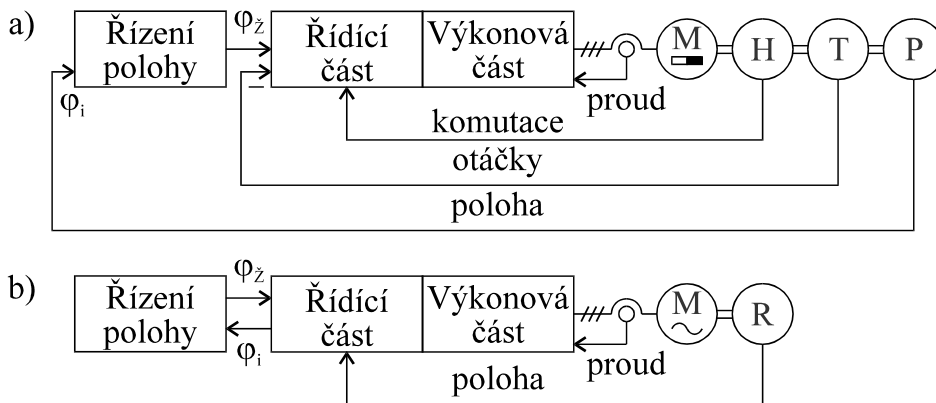 a)
Řízení
polohy
φž
φi
–
Řídící
část
Výkonová
část
proud
M
H
T
P
komutace
otáčky
poloha
b)
Řízení
polohy
φž
φi
Řídící
část
Výkonová
část
proud
M
R
poloha